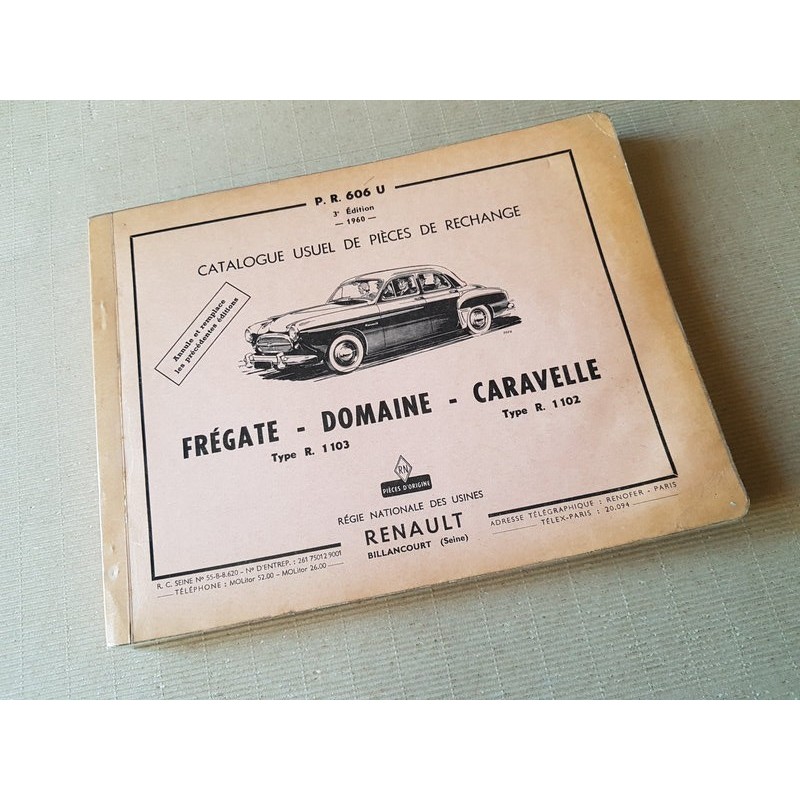 P. R. 606 U
3e Édition
— 1960 —
CATALOGUE USUEL DE PIÈCES DE RECHANGE
Annule et remplace
les précédentes éditions
FRÉGATE - DOMAINE - CARAVELLE
Type R. 1103
Type R. 1102
RN
PIÈCES D'ORIGINE
RÉGIE NATIONALE DES USINES
RENAULT
BILLANCOURT (Seine)
R. C. SEINE No 55-B-8.620 - No D'ENTREP. : 261 75012 9001
TÉLÉPHONE : MOLitor 52.00 - MOLitor 26.00
ADRESSE TÉLÉGRAPHIQUE : RENOFER - PARIS
TÉLEX-PARIS : 20.094